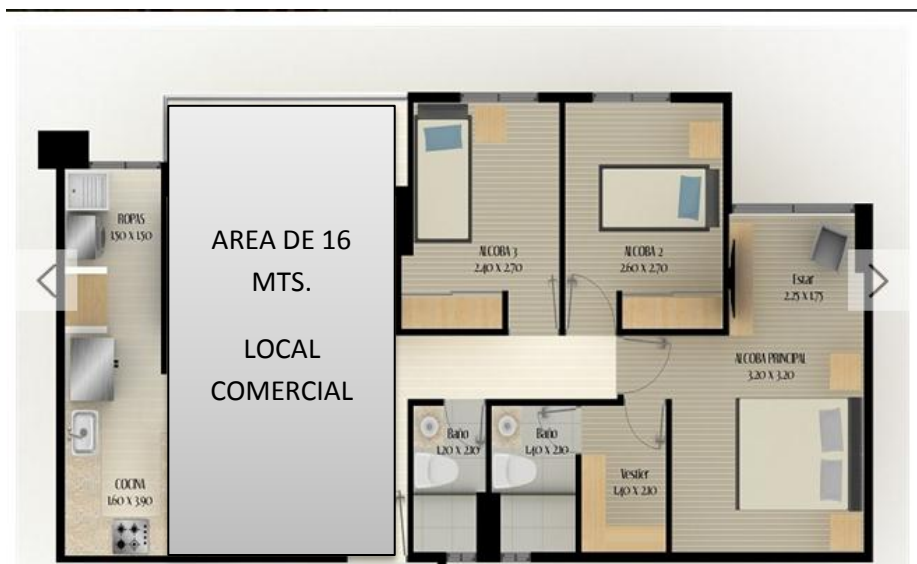 ROPAS
1.50 X 1.50
AREA DE 16
MTS.
LOCAL
COMERCIAL
ALCOBA 3
2.40 X 2.70
ALCOBA 2
2.60 X 2.70
Estar
2.25 X 1.75
ALCOBA PRINCIPAL
3.20 X 3.20
Baño
1.20 X 2.10
Baño
1.40 X 2.10
Vestier
1.40 X 2.10
COCINA
1.60 X 3.90